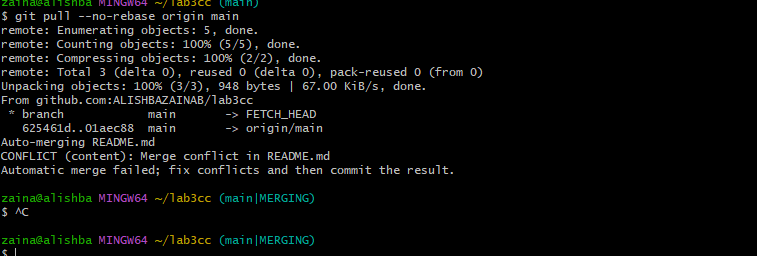 zaina@alishba MINGW64 ~/lab3cc (main)
$ git pull --no-rebase origin main
remote: Enumerating objects: 5, done.
remote: Counting objects: 100% (5/5), done.
remote: Compressing objects: 100% (2/2), done.
remote: Total 3 (delta 0), reused 0 (delta 0), pack-reused 0 (from 0)
Unpacking objects: 100% (3/3), 948 bytes | 67.00 KiB/s, done.
From github.com:ALISHBAZAINAB/lab3cc
 * branch            main       -> FETCH_HEAD
   625461d..01aec88  main       -> origin/main
Auto-merging README.md
CONFLICT (content): Merge conflict in README.md
Automatic merge failed; fix conflicts and then commit the result.
zaina@alishba MINGW64 ~/lab3cc (main|MERGING)
$ ^C
zaina@alishba MINGW64 ~/lab3cc (main|MERGING)
$